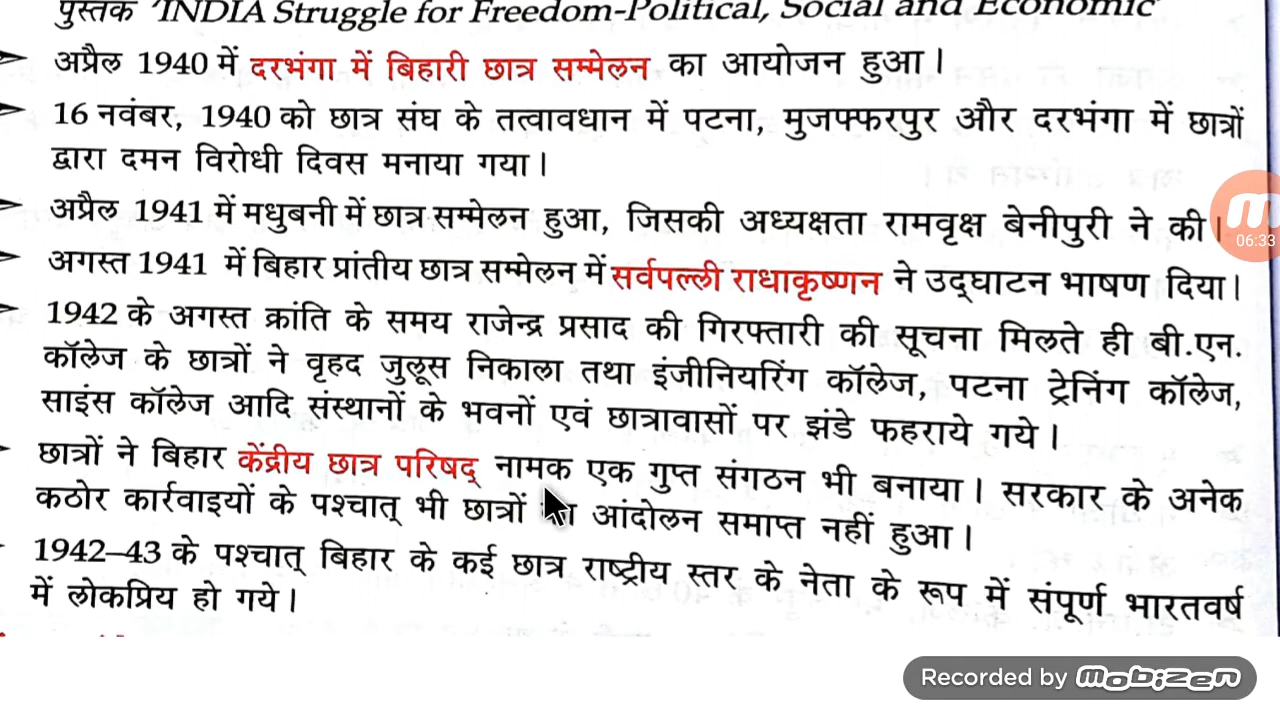 पुस्तक 'INDIA Struggle for Freedom-Political, Social and Economic'
अप्रैल 1940 में दरभंगा में बिहारी छात्र सम्मेलन का आयोजन हुआ।
16 नवंबर, 1940 को छात्र संघ के तत्वावधान में पटना, मुजफ्फरपुर और दरभंगा में छात्रों
द्वारा दमन विरोधी दिवस मनाया गया।
अप्रैल 1941 में मधुबनी में छात्र सम्मेलन हुआ, जिसकी अध्यक्षता रामवृक्ष बेनीपुरी ने की।
06:33
अगस्त 1941 में बिहार प्रांतीय छात्र सम्मेलन में सर्वपल्ली राधाकृष्णन ने उद्घाटन भाषण दिया।
1942 के अगस्त क्रांति के समय राजेन्द्र प्रसाद की गिरफ्तारी की सूचना मिलते ही बी.एन.
कॉलेज के छात्रों ने वृहद जुलूस निकाला तथा इंजीनियरिंग कॉलेज, पटना ट्रेनिंग कॉलेज,
साइंस कॉलेज आदि संस्थानों के भवनों एवं छात्रावासों पर झंडे फहराये गये।
छात्रों ने बिहार केंद्रीय छात्र परिषद् नामक एक गुप्त संगठन भी बनाया। सरकार के अनेक
कठोर कार्रवाइयों के पश्चात् भी छात्रों आंदोलन समाप्त नहीं हुआ।
1942–43 के पश्चात् बिहार के कई छात्र राष्ट्रीय स्तर के नेता के रूप में संपूर्ण भारतवर्ष
में लोकप्रिय हो गये।
Recorded by mobizen